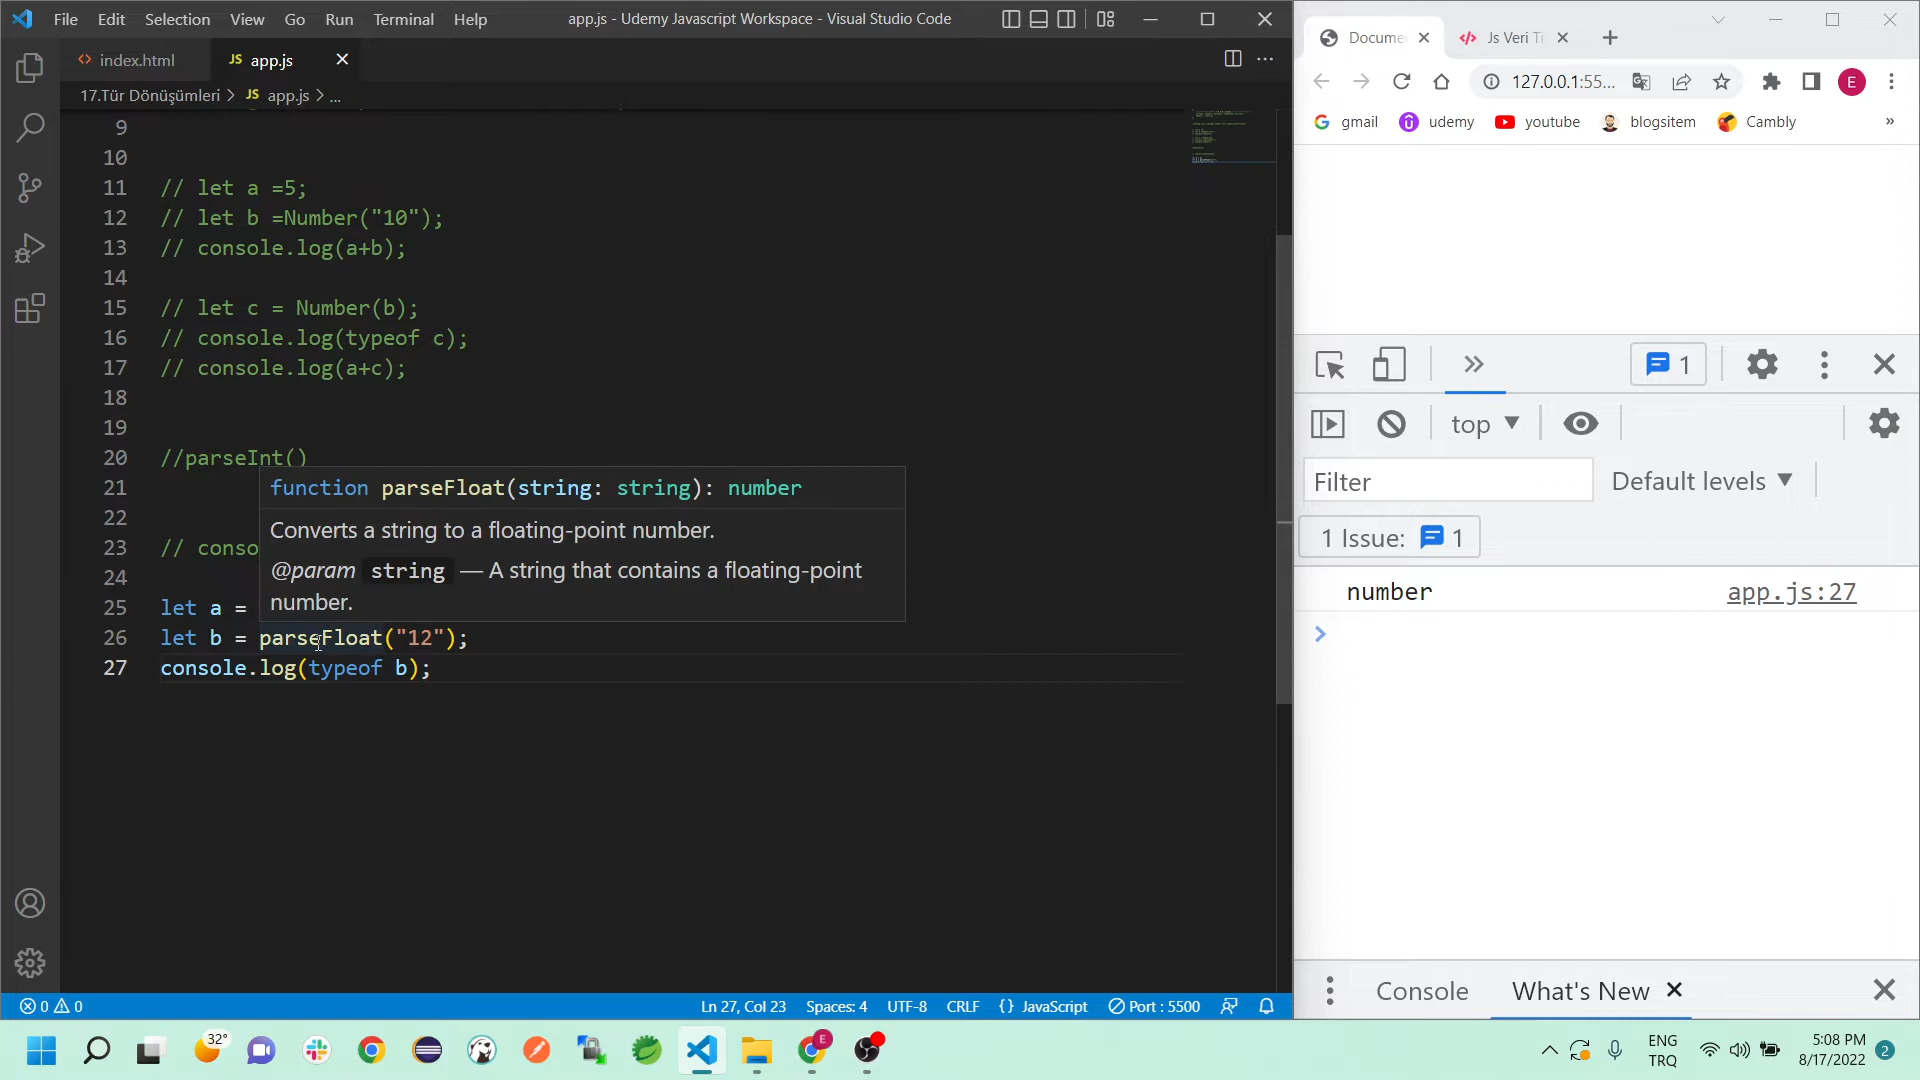 File Edit Selection View Go Run Terminal Help
app.js - Udemy Javascript Workspace - Visual Studio Code
index.html
JS app.js
17.Tür Dönüşümleri > JS app.js > ...
9
10
11 // let a =5;
12 // let b =Number("10");
13 // console.log(a+b);
14
15 // let c = Number(b);
16 // console.log(typeof c);
17 // console.log(a+c);
18
19
20 //parseInt()
21
22
23 // conso
24
25 let a =
26 let b = parseFloat("12");
27 console.log(typeof b);
function parseFloat(string: string): number
Converts a string to a floating-point number.
@param string — A string that contains a floating-point
number.
0 0
Ln 27, Col 23 Spaces: 4 UTF-8 CRLF {} JavaScript Port : 5500
Docume
Js Veri Ti
127.0.0.1:55...
E
gmail udemy youtube blogsitem Cambly »
1
top
Filter
Default levels
1 Issue: 1
number app.js:27
Console What's New
32°
E
ENG
TRQ
5:08 PM
8/17/2022
2